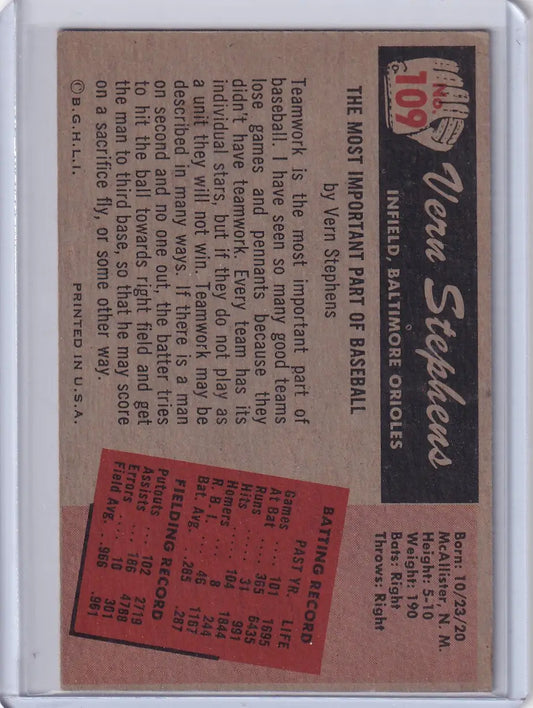 No.
109
Vern Stephens
INFIELD, BALTIMORE ORIOLES
Born: 10/23/20
McAllister, N. M.
Height: 5-10
Weight: 190
Bats: Right
Throws: Right
THE MOST IMPORTANT PART OF BASEBALL
by Vern Stephens
Teamwork is the most important part of
baseball. I have seen so many good teams
lose games and pennants because they
didn't have teamwork. Every team has its
individual stars, but if they do not play as
a unit they will not win. Teamwork may be
described in many ways. If there is a man
on second and no one out, the batter tries
to hit the ball towards right field and get
the man to third base, so that he may score
on a sacrifice fly, or some other way.
© B.G.H.L.I.
PRINTED IN U.S.A.
BATTING RECORD
PAST YR. LIFE
Games .... 101 1695
At Bat .... 365 6435
Runs .... 31 991
Hits .... 104 1844
Homers .. 8 244
R. B. I. ... 46 1167
Bat. Avg. .285 .287
FIELDING RECORD
Putouts .. 102 2719
Assists ... 186 4788
Errors .... 10 301
Field Avg. .966 .961